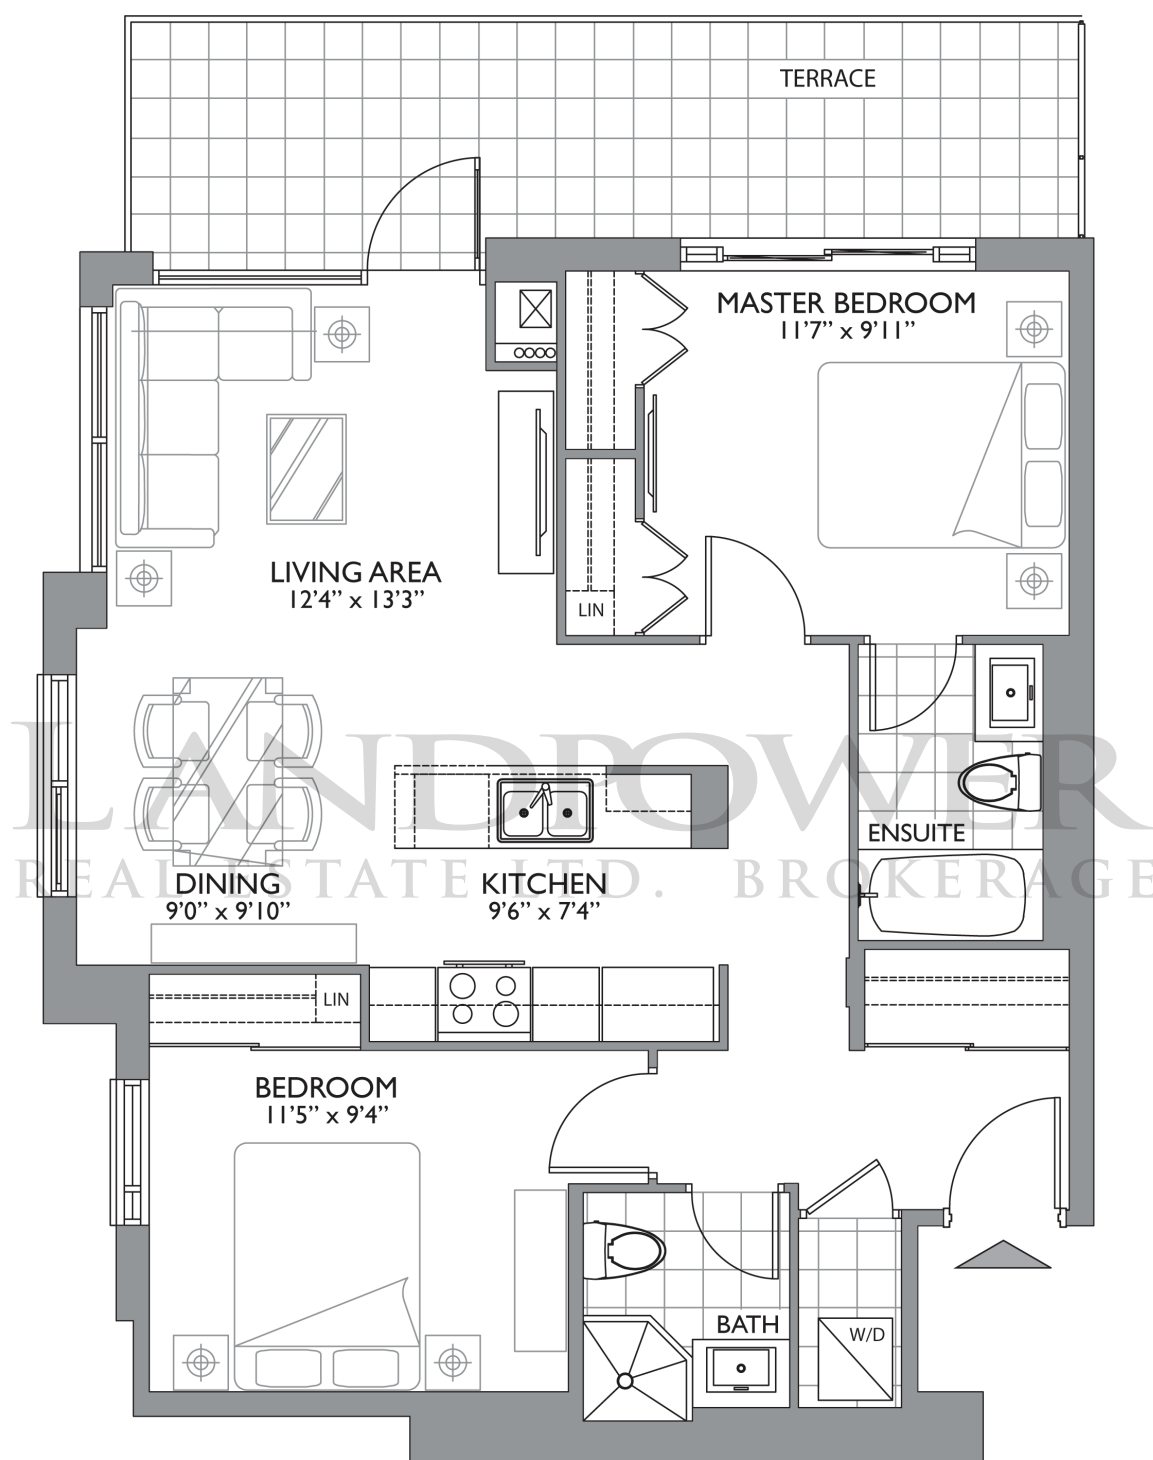 TERRACE
MASTER BEDROOM
11'7” x 9'11”
LIVING AREA
12'4” x 13'3”
LIN
LANDPOWER
ENSUITE
REAL ESTATE LTD. BROKERAGE
DINING
9'0” x 9'10”
KITCHEN
9'6” x 7'4”
LIN
BEDROOM
11'5” x 9'4”
BATH
W/D